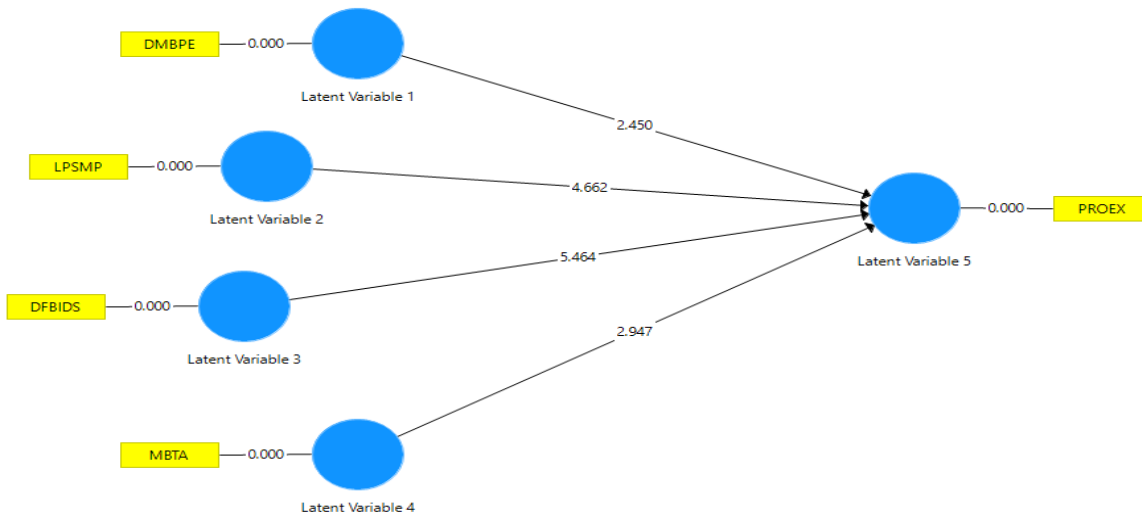 DMBPE
0.000
Latent Variable 1
2.450
LPSMP
0.000
Latent Variable 2
4.662
PROEX
0.000
Latent Variable 5
5.464
DFBIDS
0.000
Latent Variable 3
2.947
MBTA
0.000
Latent Variable 4